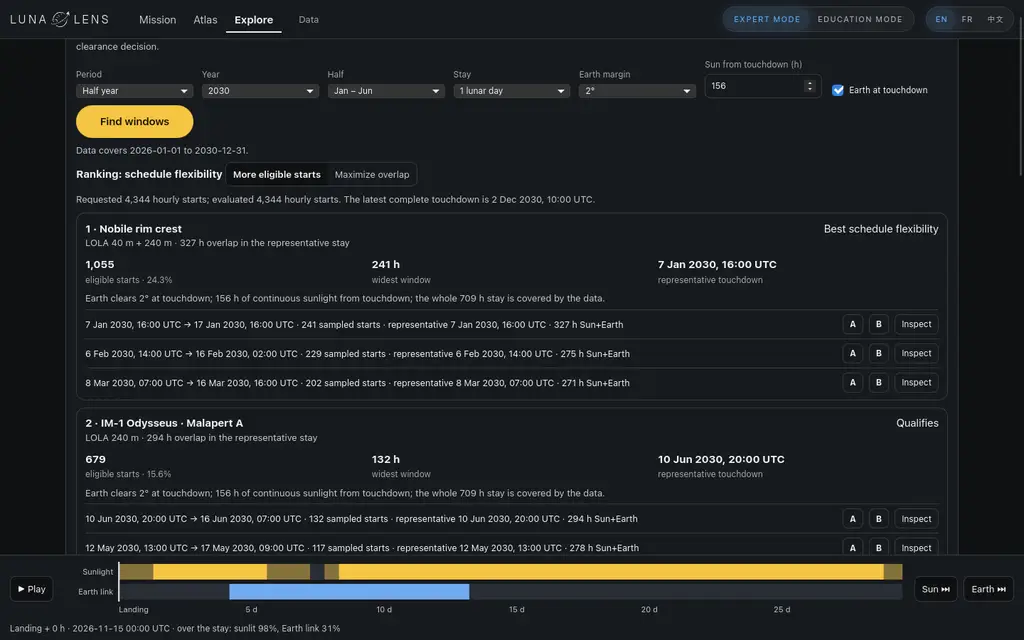 LUNA LENS Mission Atlas Explore Data EXPERT MODE EDUCATION MODE EN FR 中文
clearance decision.
Period Year Half Stay Earth margin Sun from touchdown (h)
Half year 2030 Jan – Jun 1 lunar day 2° 156 Earth at touchdown
Find windows
Data covers 2026-01-01 to 2030-12-31.
Ranking: schedule flexibility More eligible starts Maximize overlap
Requested 4,344 hourly starts; evaluated 4,344 hourly starts. The latest complete touchdown is 2 Dec 2030, 10:00 UTC.
1 · Nobile rim crest Best schedule flexibility
LOLA 40 m + 240 m · 327 h overlap in the representative stay
1,055 241 h 7 Jan 2030, 16:00 UTC
eligible starts · 24.3% widest window representative touchdown
Earth clears 2° at touchdown; 156 h of continuous sunlight from touchdown; the whole 709 h stay is covered by the data.
7 Jan 2030, 16:00 UTC → 17 Jan 2030, 16:00 UTC · 241 sampled starts · representative 7 Jan 2030, 16:00 UTC · 327 h Sun+Earth A B Inspect
6 Feb 2030, 14:00 UTC → 16 Feb 2030, 02:00 UTC · 229 sampled starts · representative 6 Feb 2030, 14:00 UTC · 275 h Sun+Earth A B Inspect
8 Mar 2030, 07:00 UTC → 16 Mar 2030, 16:00 UTC · 202 sampled starts · representative 8 Mar 2030, 07:00 UTC · 271 h Sun+Earth A B Inspect
2 · IM-1 Odysseus · Malapert A Qualifies
LOLA 240 m · 294 h overlap in the representative stay
679 132 h 10 Jun 2030, 20:00 UTC
eligible starts · 15.6% widest window representative touchdown
Earth clears 2° at touchdown; 156 h of continuous sunlight from touchdown; the whole 709 h stay is covered by the data.
10 Jun 2030, 20:00 UTC → 16 Jun 2030, 07:00 UTC · 132 sampled starts · representative 10 Jun 2030, 20:00 UTC · 294 h Sun+Earth A B Inspect
12 May 2030, 13:00 UTC → 17 May 2030, 09:00 UTC · 117 sampled starts · representative 12 May 2030, 13:00 UTC · 278 h Sun+Earth A B Inspect
Sunlight
Play Earth link Sun Earth
Landing 5 d 10 d 15 d 20 d 25 d
Landing + 0 h · 2026-11-15 00:00 UTC · over the stay: sunlit 98%, Earth link 31%